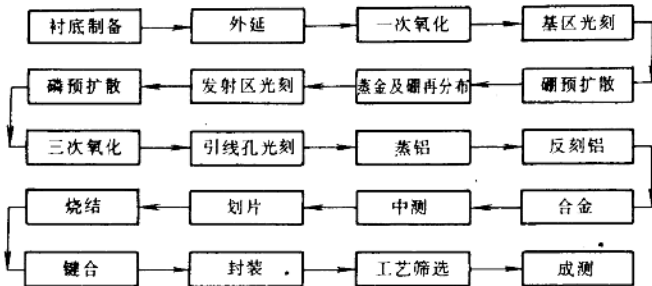 衬底制备 外延 一次氧化 基区光刻
磷预扩散 发射区光刻 蒸金及硼再分布 硼预扩散
三次氧化 引线孔光刻 蒸铝 反刻铝
烧结 划片 中测 合金
键合 封装 工艺筛选 成测